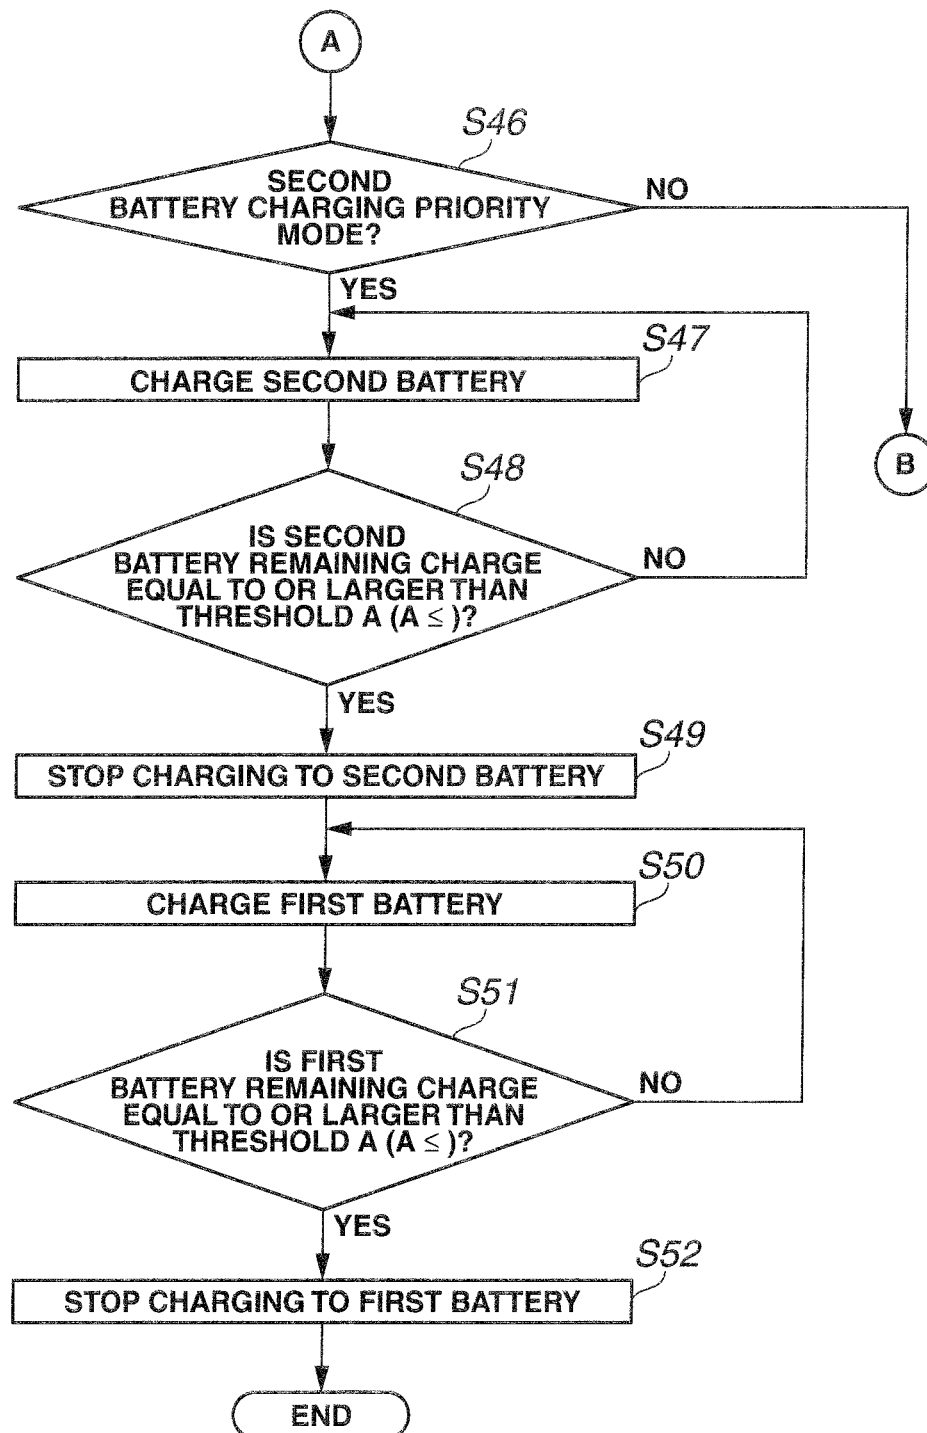 A
S46
SECOND
BATTERY CHARGING PRIORITY
MODE?
NO
YES
S47
CHARGE SECOND BATTERY
B
S48
IS SECOND
BATTERY REMAINING CHARGE
EQUAL TO OR LARGER THAN
THRESHOLD A (A ≤ )?
NO
YES
S49
STOP CHARGING TO SECOND BATTERY
S50
CHARGE FIRST BATTERY
S51
IS FIRST
BATTERY REMAINING CHARGE
EQUAL TO OR LARGER THAN
THRESHOLD A (A ≤ )?
NO
YES
S52
STOP CHARGING TO FIRST BATTERY
END